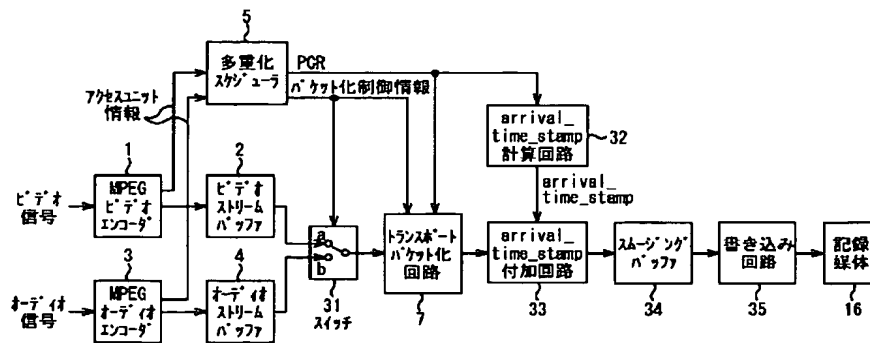 5
多重化
スケジューラ
PCR
パケット化制御情報
アクセスユニット
情報
arrival_
time_stamp
計算回路
32
arrival_
time_stamp
1
2
MPEG
ビデオ
エンコーダ
ビデオ
ストリーム
バッファ
ビデオ
信号
a
b
トランスポート
パケット化
回路
arrival_
time_stamp
付加回路
スムージング
バッファ
書き込み
回路
記録
媒体
3
4
MPEG
オーディオ
エンコーダ
オーディオ
ストリーム
バッファ
オーディオ
信号
31
スイッチ
7
33
34
35
16